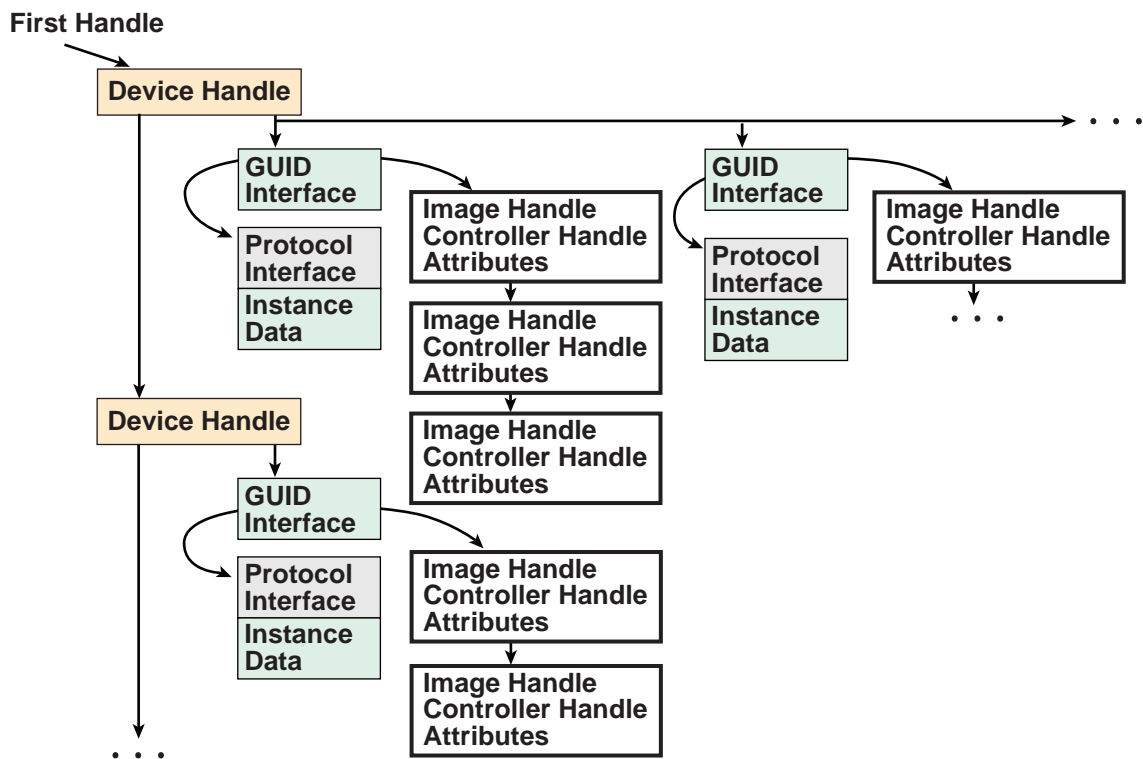 First Handle
Device Handle
. . .
GUID
Interface
Image Handle
Controller Handle
Attributes
Protocol
Interface
Instance
Data
Image Handle
Controller Handle
Attributes
Image Handle
Controller Handle
Attributes
GUID
Interface
Image Handle
Controller Handle
Attributes
. . .
Protocol
Interface
Instance
Data
Device Handle
GUID
Interface
Protocol
Interface
Instance
Data
Image Handle
Controller Handle
Attributes
Image Handle
Controller Handle
Attributes
. . .